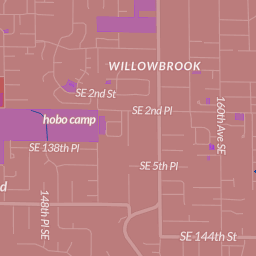 WILLOWBROOK
SE 2nd St
SE 2nd Pl
160th Ave SE
hobo camp
SE 138th Pl
SE 5th Pl
d
148th Pl SE
SE 144th St